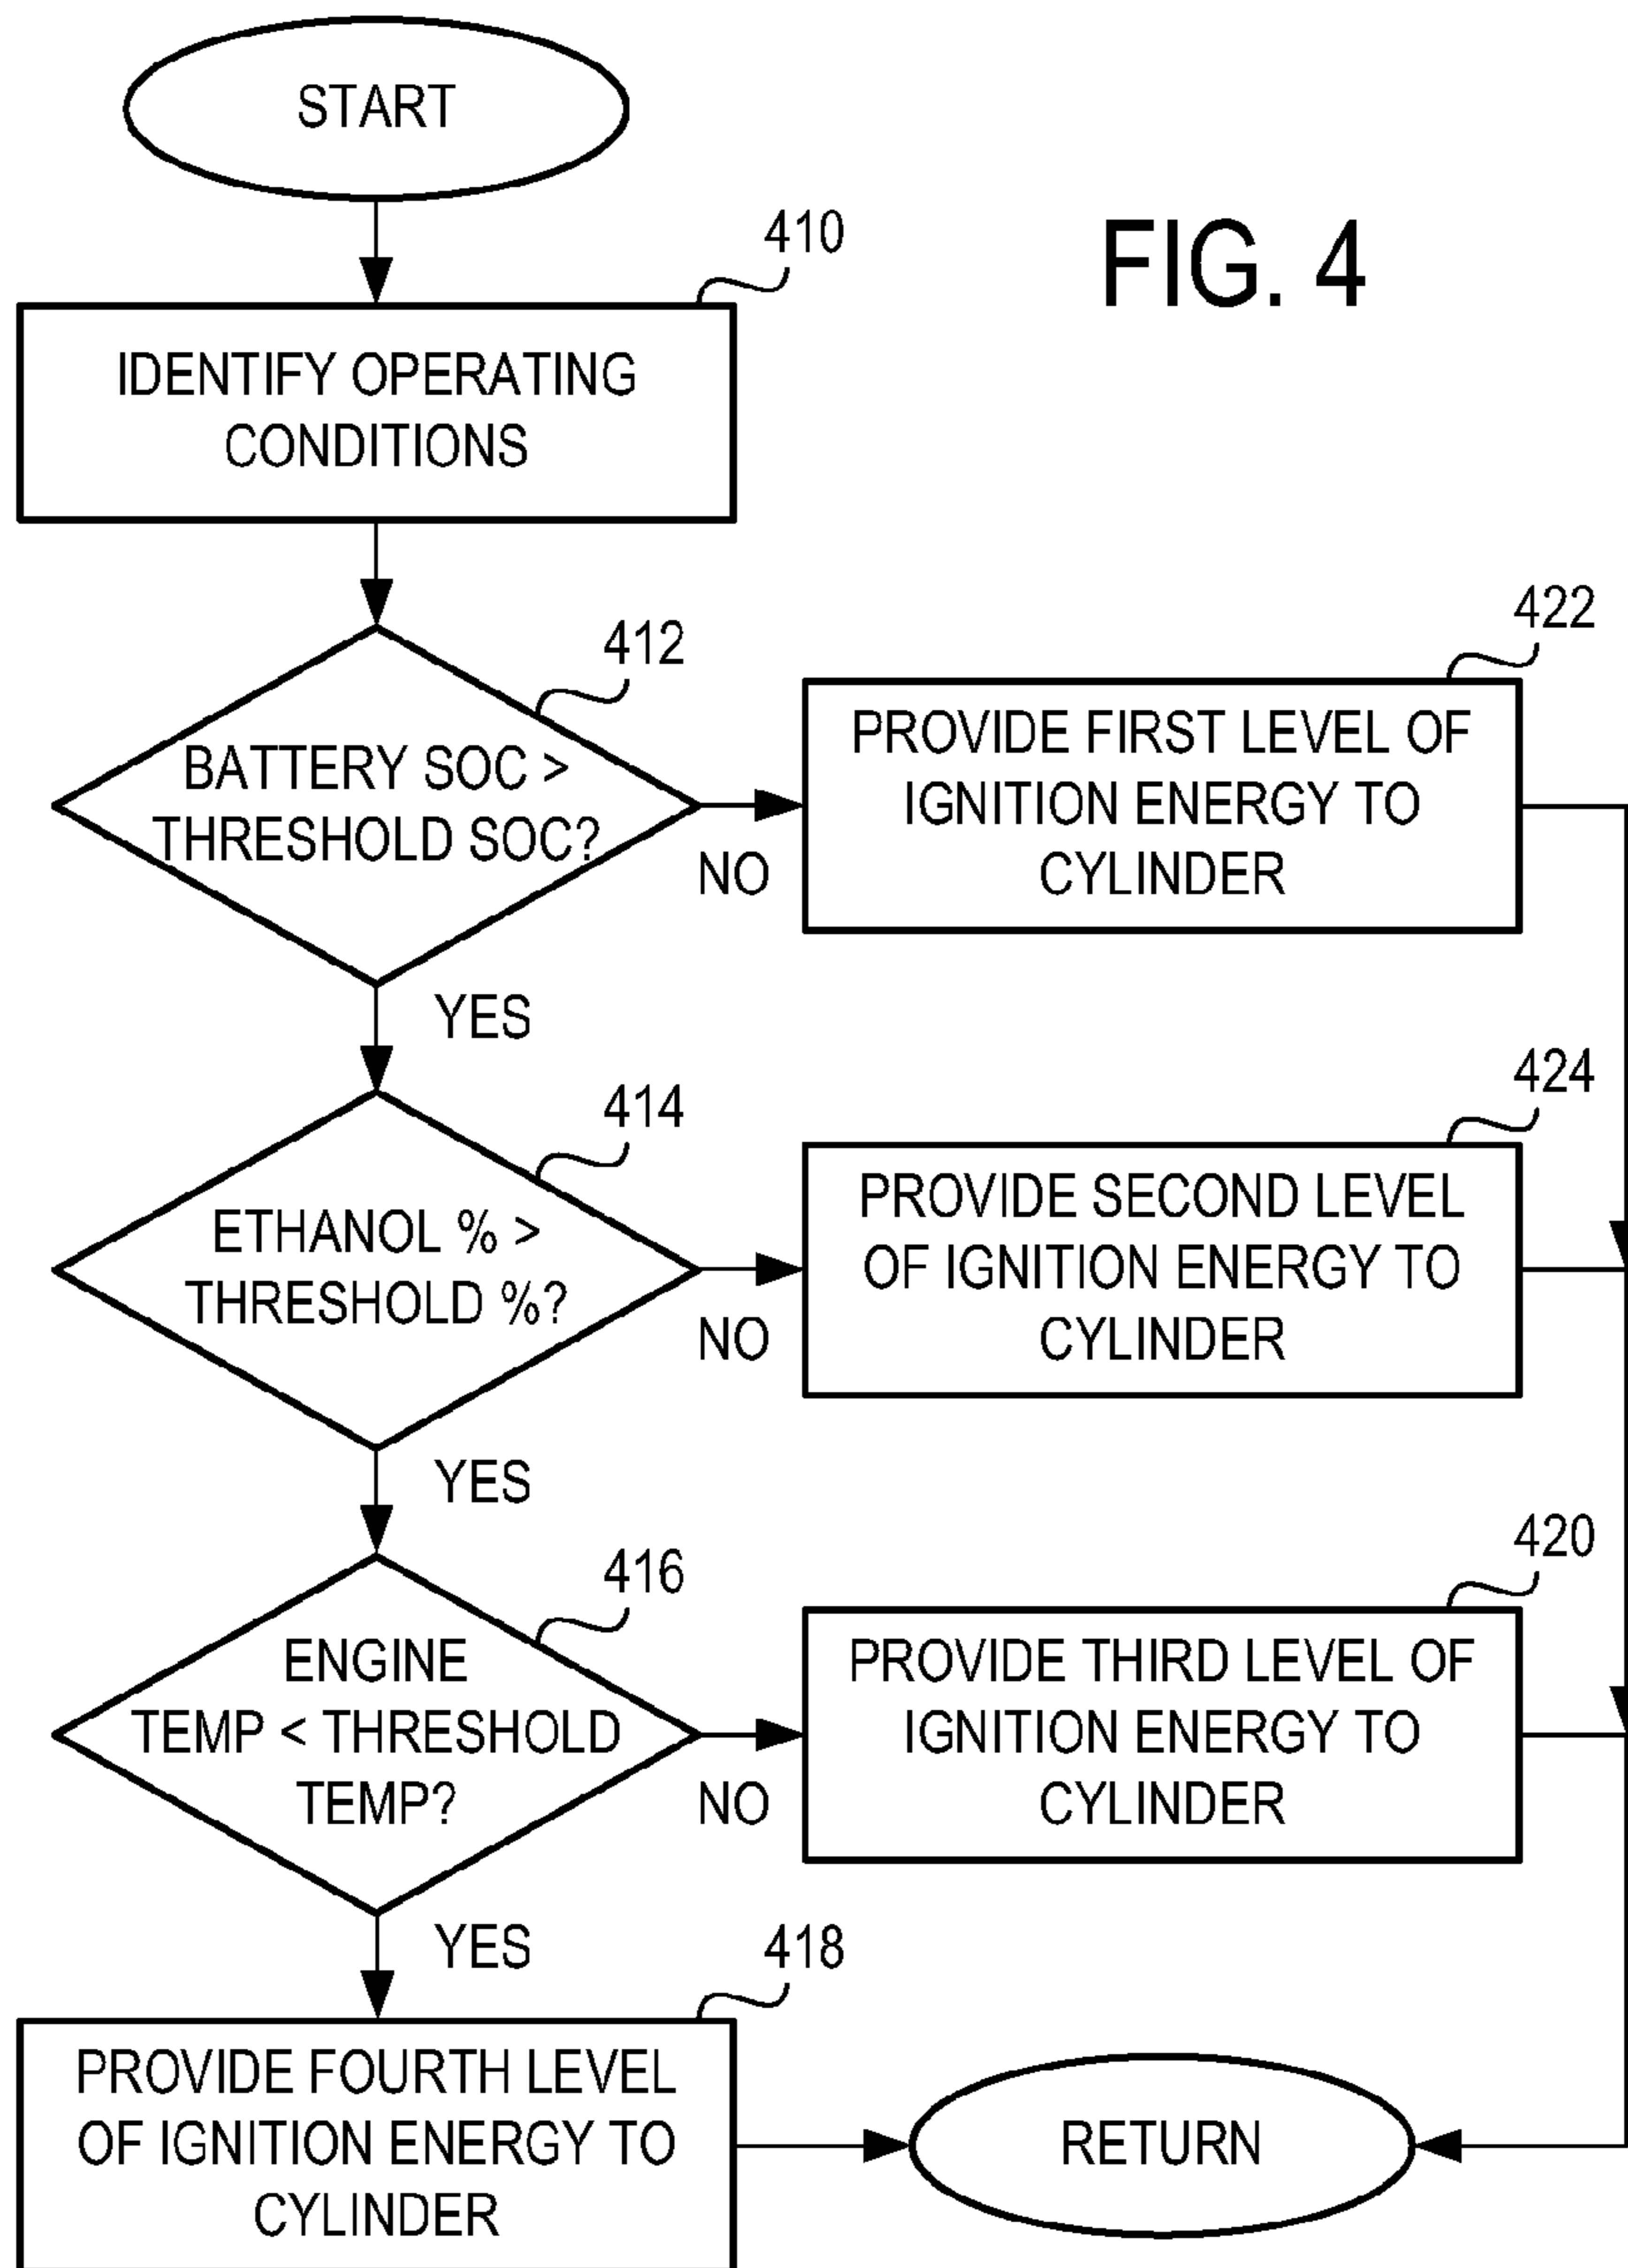 START
FIG. 4
410
IDENTIFY OPERATING
CONDITIONS
412
BATTERY SOC >
THRESHOLD SOC?
NO
YES
422
PROVIDE FIRST LEVEL OF
IGNITION ENERGY TO
CYLINDER
414
ETHANOL % >
THRESHOLD %?
NO
YES
424
PROVIDE SECOND LEVEL
OF IGNITION ENERGY TO
CYLINDER
416
ENGINE
TEMP < THRESHOLD
TEMP?
NO
YES
420
PROVIDE THIRD LEVEL OF
IGNITION ENERGY TO
CYLINDER
418
PROVIDE FOURTH LEVEL
OF IGNITION ENERGY TO
CYLINDER
RETURN